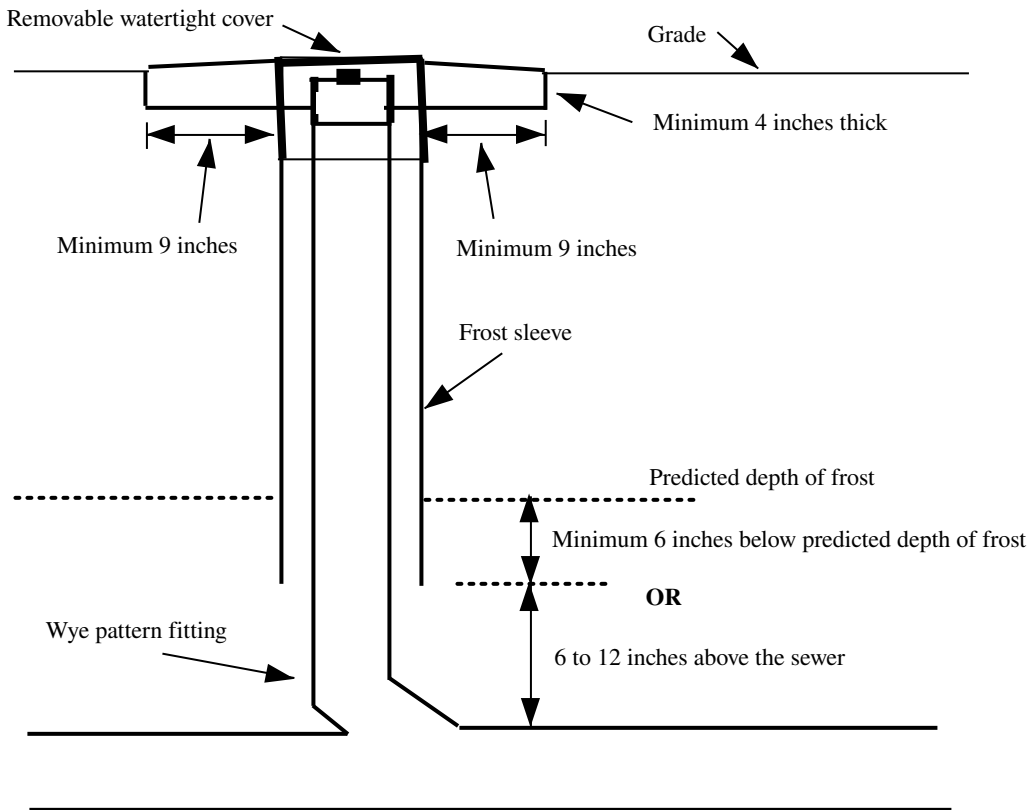 Removable watertight cover
Grade
Minimum 4 inches thick
Minimum 9 inches
Minimum 9 inches
Frost sleeve
Predicted depth of frost
Minimum 6 inches below predicted depth of frost
OR
Wye pattern fitting
6 to 12 inches above the sewer